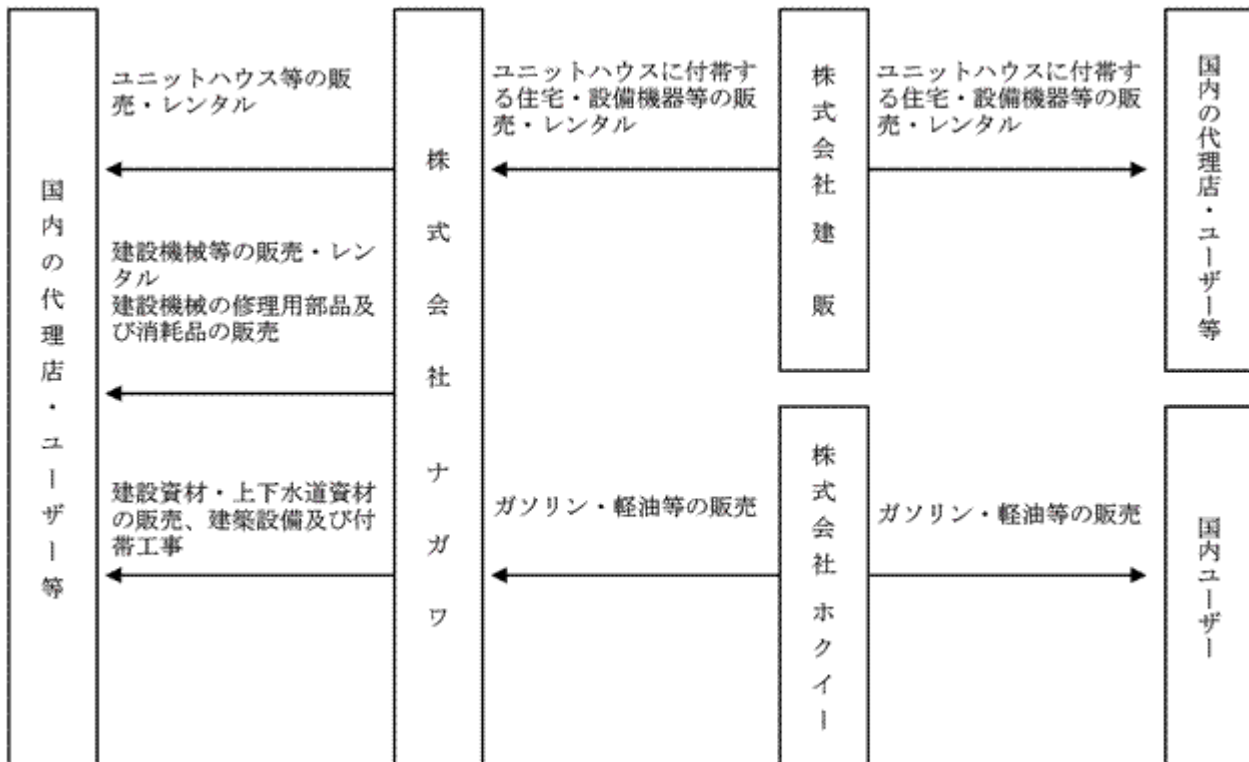 国内の代理店・ユーザー等
ユニットハウス等の販
売・レンタル
建設機械等の販売・レン
タル
建設機械の修理用部品及
び消耗品の販売
建設資材・上下水道資材
の販売、建築設備及び付
帯工事
株式会社ナガワ
ユニットハウスに付帯す
る住宅・設備機器等の販
売・レンタル
ガソリン・軽油等の販売
株式会社建販
株式会社ホクイー
ユニットハウスに付帯す
る住宅・設備機器等の販
売・レンタル
ガソリン・軽油等の販売
国内の代理店・ユーザー等
国内ユーザー